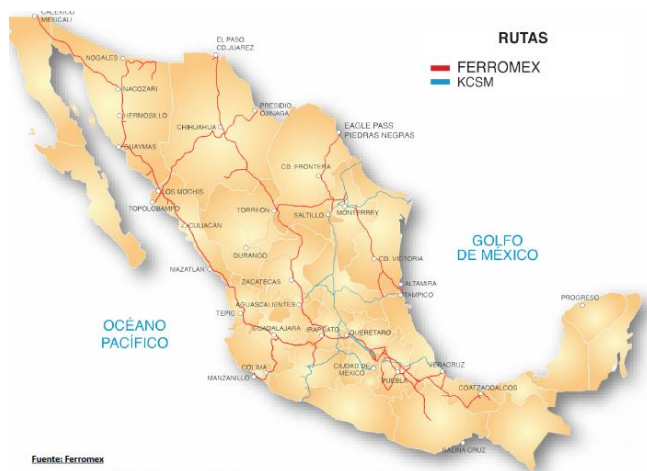 CALEXICO
MEXICALI
RUTAS
FERROMEX
KCSM
NOGALES
EL PASO
CD.JUAREZ
NACOZARI
PRESIDIO
OJINAGA
HERMOSILLO
CHIHUAHUA
EAGLE PASS
PIEDRAS NEGRAS
GUAYMAS
CD. FRONTERA
LOS MOCHIS
TOPOLOBAMPO
TORREÓN
SALTILLO
MONTERREY
CULIACÁN
GOLFO
DE MÉXICO
DURANGO
CD. VICTORIA
MAZATLAN
ZACATECAS
ALTAMIRA
TAMPICO
AGUASCALIENTES
PROGRESO
TEPIC
OCÉANO
PACÍFICO
GUADALAJARA
IRAPUATO
QUERÉTARO
COLIMA
CIUDAD DE
MÉXICO
VERACRUZ
MANZANILLO
PUEBLA
COATZACOALCOS
SALINA CRUZ
Fuente: Ferromex